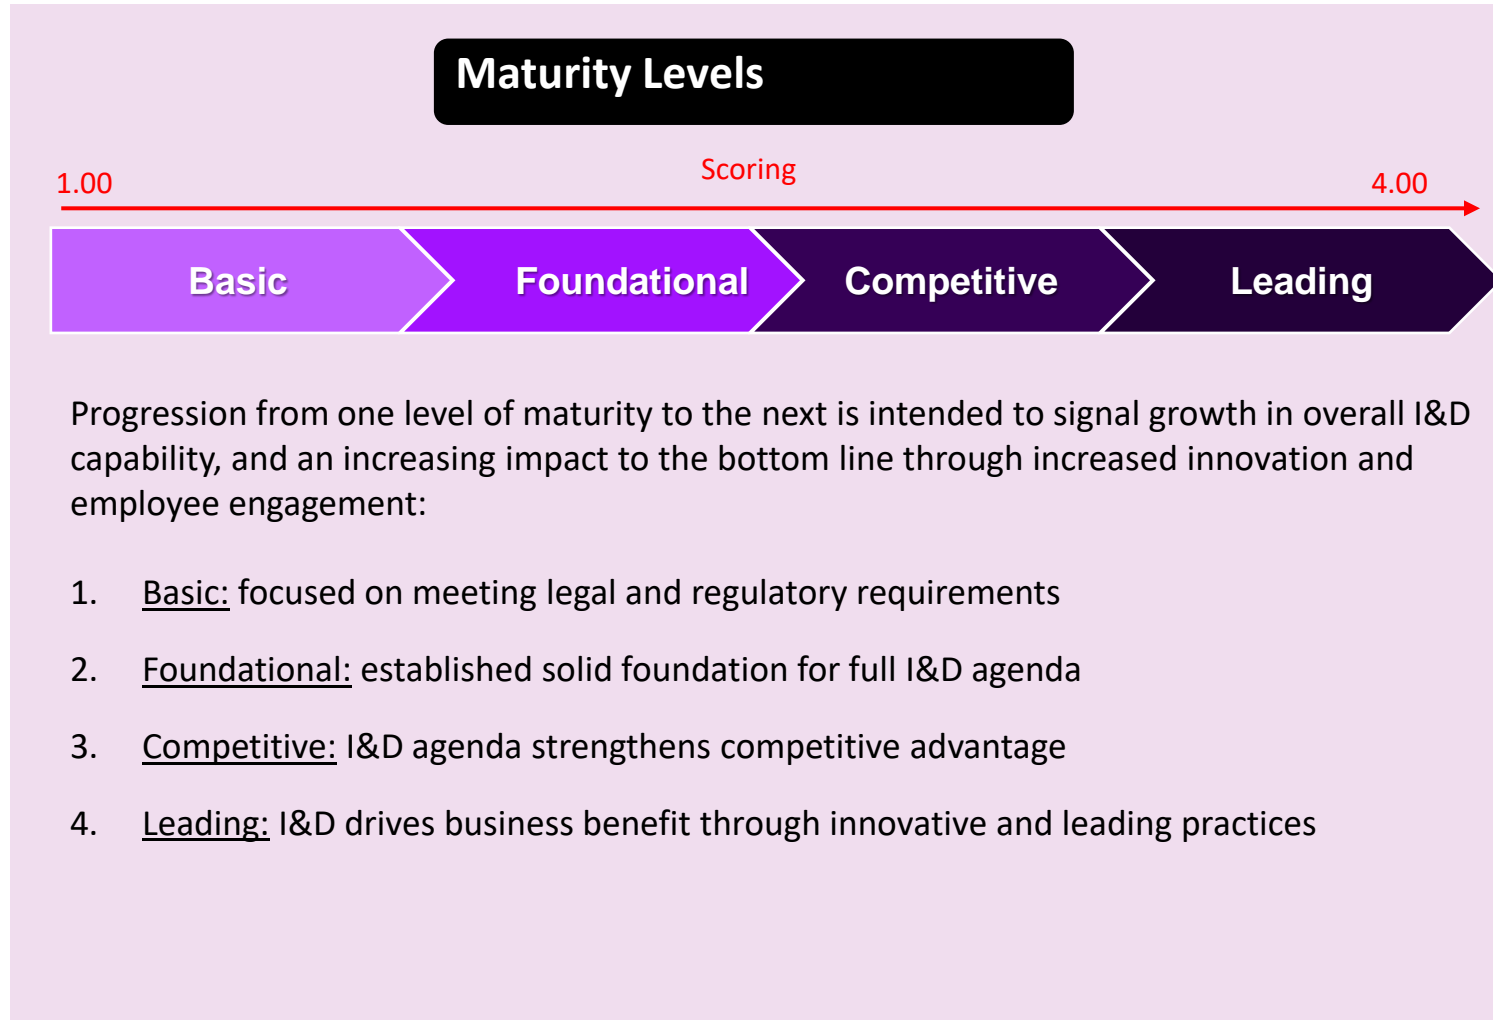 Maturity Levels
Scoring
1.00
4.00
Basic
Foundational
Competitive
Leading
Progression from one level of maturity to the next is intended to signal growth in overall I&D
capability, and an increasing impact to the bottom line through increased innovation and
employee engagement:
1. Basic: focused on meeting legal and regulatory requirements
2. Foundational: established solid foundation for full I&D agenda
3. Competitive: I&D agenda strengthens competitive advantage
4. Leading: I&D drives business benefit through innovative and leading practices